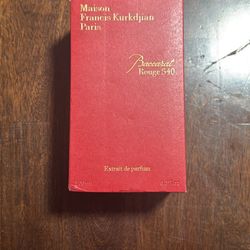 Maison
Francis Kurkdjian
Paris
Baccarat
Rouge 540
Extrait de parfum